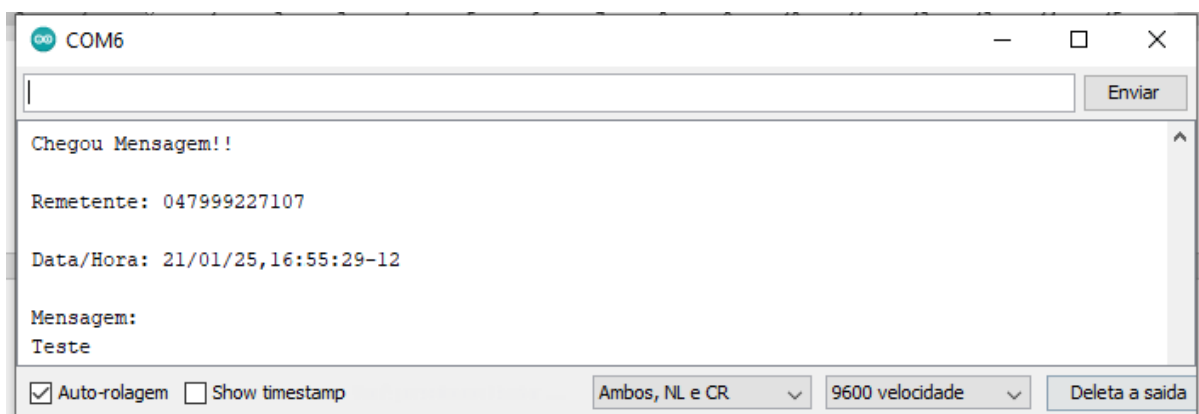 COM6
Enviar
Chegou Mensagem!!
Remetente: 047999227107
Data/Hora: 21/01/25,16:55:29-12
Mensagem:
Teste
Auto-rolagem Show timestamp Ambos, NL e CR 9600 velocidade Deleta a saida